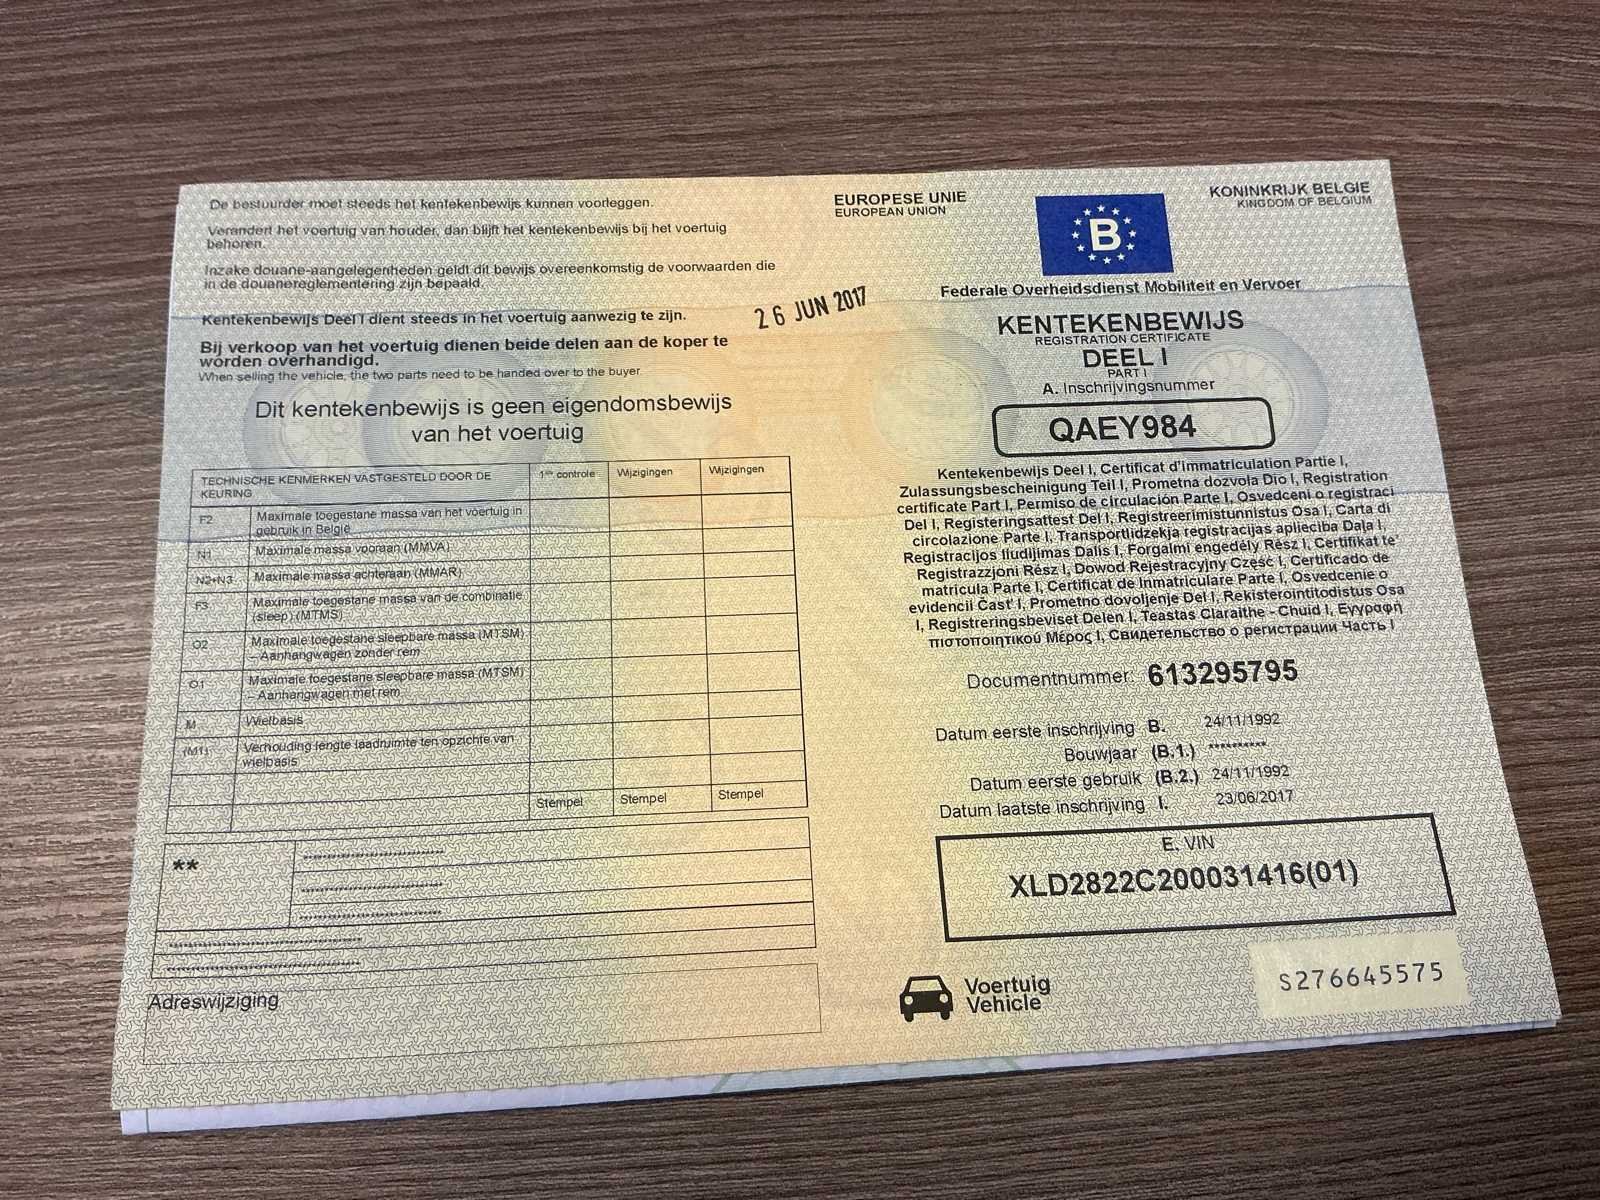 De bestuurder moet steeds het kentekenbewijs kunnen voorleggen.
Verandert het voertuig van houder, dan blijft het kentekenbewijs bij het voertuig
behoren.
Inzake douane-aangelegenheden geldt dit bewijs overeenkomstig de voorwaarden die
in de douanereglementering zijn bepaald.
Kentekenbewijs Deel I dient steeds in het voertuig aanwezig te zijn.
26 JUN 2017
Bij verkoop van het voertuig dienen beide delen aan de koper te
worden overhandigd.
When selling the vehicle, the two parts need to be handed over to the buyer.
Dit kentekenbewijs is geen eigendomsbewijs
van het voertuig
TECHNISCHE KENMERKEN VASTGESTELD DOOR DE
KEURING
1ste controle
Wijzigingen
Wijzigingen
F2 Maximale toegestane massa van het voertuig in
gebruik in België
N1 Maximale massa vooraan (MMVA)
N2+N3 Maximale massa achteraan (MMAR)
F3 Maximale toegestane massa van de combinatie
(sleep) (MTMS)
O2 Maximale toegestane sleepbare massa (MTSM)
– Aanhangwagen zonder rem
O1 Maximale toegestane sleepbare massa (MTSM)
– Aanhangwagen met rem
M Wielbasis
(M1) Verhouding lengte laadruimte ten opzichte van
wielbasis
Stempel Stempel Stempel
**
Adreswijziging
EUROPESE UNIE
EUROPEAN UNION
B
KONINKRIJK BELGIE
KINGDOM OF BELGIUM
Federale Overheidsdienst Mobiliteit en Vervoer
KENTEKENBEWIJS
REGISTRATION CERTIFICATE
DEEL I
PART I
A. Inschrijvingsnummer
QAEY984
Kentekenbewijs Deel I, Certificat d'immatriculation Partie I,
Zulassungsbescheinigung Teil I, Prometna dozvola Dio I, Registration
certificate Part I, Permiso de circulación Parte I, Osvedceni o registraci
Del I, Registeringsattest Del I, Registreerimistunnistus Osa I, Carta di
circolazione Parte I, Transportlidzekja registracijas aplieciba Daļa I,
Registracijos liudijimas Dalis I, Forgalmi engedély Rész I, Certifikat te'
Registrazzjoni Rész I, Dowod Rejestracyjny Część I, Certificado de
matricula Parte I, Certificat de Inmatriculare Partie I, Osvedcenie o
evidencii Časť I, Prometno dovoljenje Del I, Rekisterointitodistus Osa
I, Registreringsbeviset Delen I, Teastas Claraithe - Chuid I, Εγγραφή
πιστοποιητικού Μέρος I, Свидетельство о регистрации Часть I
Documentnummer: 613295795
Datum eerste inschrijving B. 24/11/1992
Bouwjaar (B.1.) **********
Datum eerste gebruik (B.2.) 24/11/1992
Datum laatste inschrijving I. 23/06/2017
E. VIN
XLD2822C200031416(01)
Voertuig
Vehicle
S276645575